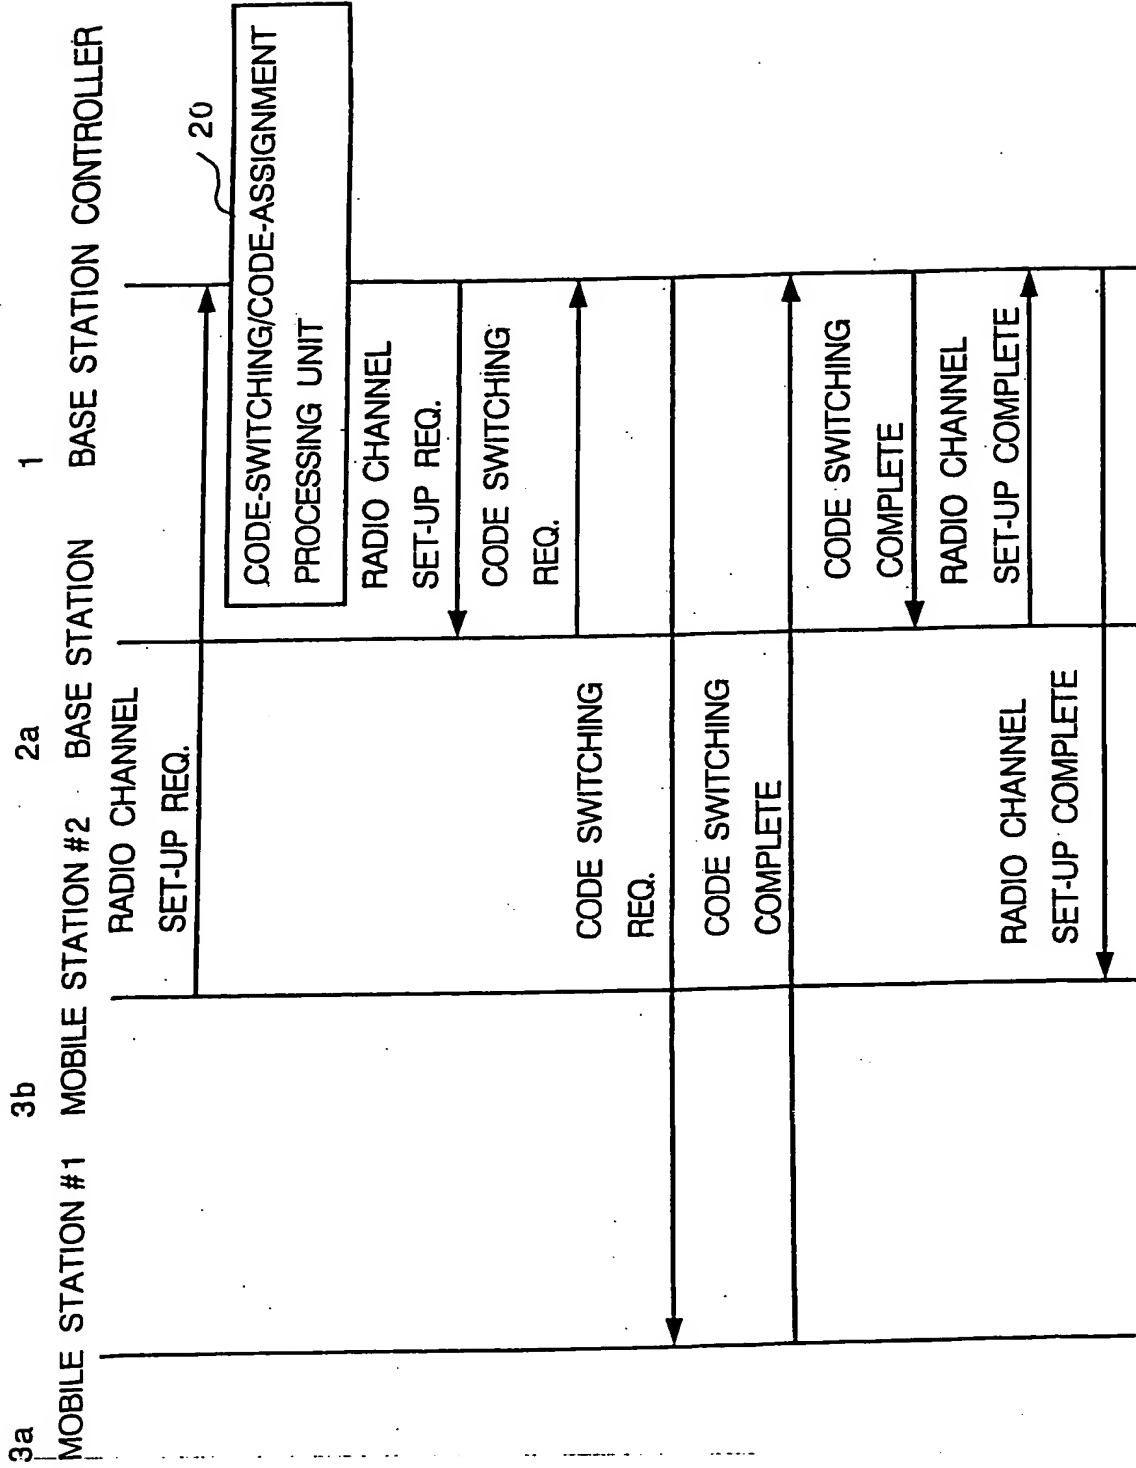 3a
MOBILE STATION #1
3b
MOBILE STATION #2
2a
BASE STATION
1
BASE STATION CONTROLLER
RADIO CHANNEL
SET-UP REQ.
20
CODE-SWITCHING/CODE-ASSIGNMENT
PROCESSING UNIT
RADIO CHANNEL
SET-UP REQ.
CODE SWITCHING
REQ.
CODE SWITCHING
REQ.
CODE SWITCHING
COMPLETE
CODE SWITCHING
COMPLETE
RADIO CHANNEL
SET-UP COMPLETE
RADIO CHANNEL
SET-UP COMPLETE